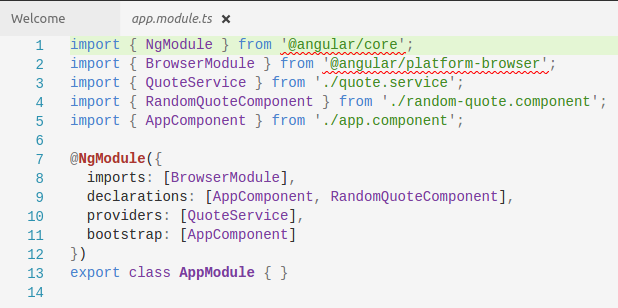 Welcome app.module.ts ×
1 import { NgModule } from '@angular/core';
2 import { BrowserModule } from '@angular/platform-browser';
3 import { QuoteService } from './quote.service';
4 import { RandomQuoteComponent } from './random-quote.component';
5 import { AppComponent } from './app.component';
6
7 @NgModule({
8   imports: [BrowserModule],
9   declarations: [AppComponent, RandomQuoteComponent],
10   providers: [QuoteService],
11   bootstrap: [AppComponent]
12 })
13 export class AppModule { }
14